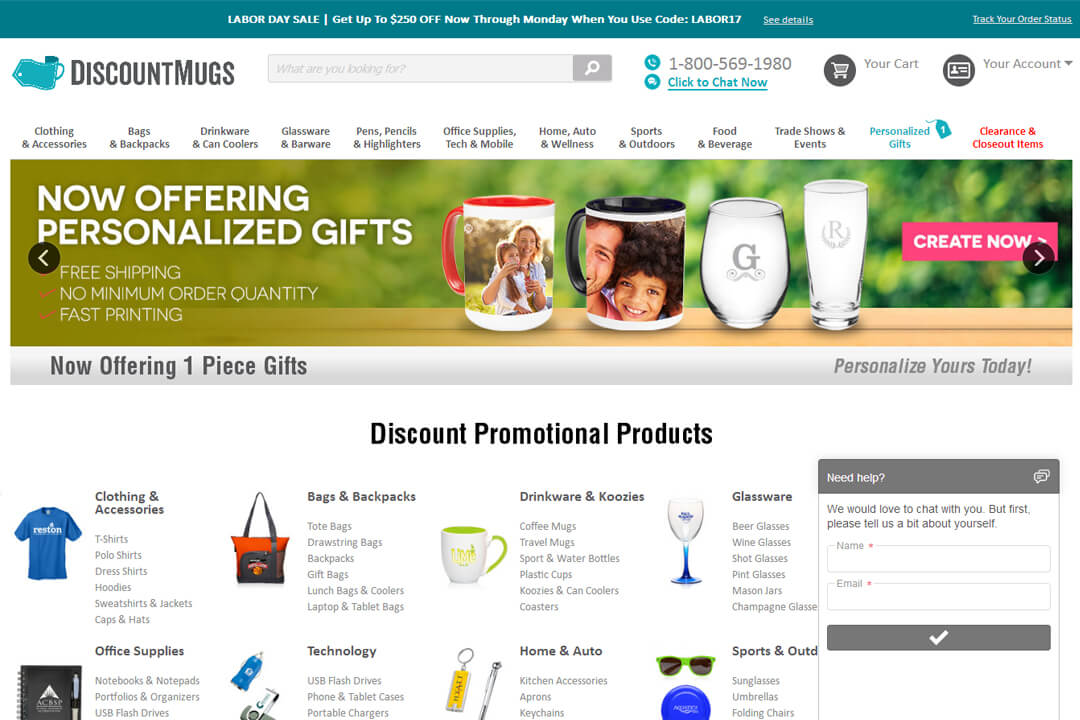 LABOR DAY SALE | Get Up To $250 OFF Now Through Monday When You Use Code: LABOR17 See details
Track Your Order Status
DISCOUNTMUGS
What are you looking for?
1-800-569-1980
Click to Chat Now
Your Cart
Your Account
Clothing & Accessories
Bags & Backpacks
Drinkware & Can Coolers
Glassware & Barware
Pens, Pencils & Highlighters
Office Supplies, Tech & Mobile
Home, Auto & Wellness
Sports & Outdoors
Food & Beverage
Trade Shows & Events
Personalized Gifts
1
Clearance & Closeout Items
NOW OFFERING
PERSONALIZED GIFTS
FREE SHIPPING
NO MINIMUM ORDER QUANTITY
FAST PRINTING
G
R
CREATE NOW >
Now Offering 1 Piece Gifts
Personalize Yours Today!
Discount Promotional Products
reston
Clothing &
Accessories
T-Shirts
Polo Shirts
Dress Shirts
Hoodies
Sweatshirts & Jackets
Caps & Hats
Bags & Backpacks
Tote Bags
Drawstring Bags
Backpacks
Gift Bags
Lunch Bags & Coolers
Laptop & Tablet Bags
LIVE
Drinkware & Koozies
Coffee Mugs
Travel Mugs
Sport & Water Bottles
Plastic Cups
Koozies & Can Coolers
Coasters
Glassware
Beer Glasses
Wine Glasses
Shot Glasses
Pint Glasses
Mason Jars
Champagne Glasse
Need help?
We would love to chat with you. But first,
please tell us a bit about yourself.
Name *
Email *
ACBSP
Office Supplies
Notebooks & Notepads
Portfolios & Organizers
USB Flash Drives
Technology
USB Flash Drives
Phone & Tablet Cases
Portable Chargers
HYATT
Home & Auto
Kitchen Accessories
Aprons
Keychains
Sports & Outd
Sunglasses
Umbrellas
Folding Chairs